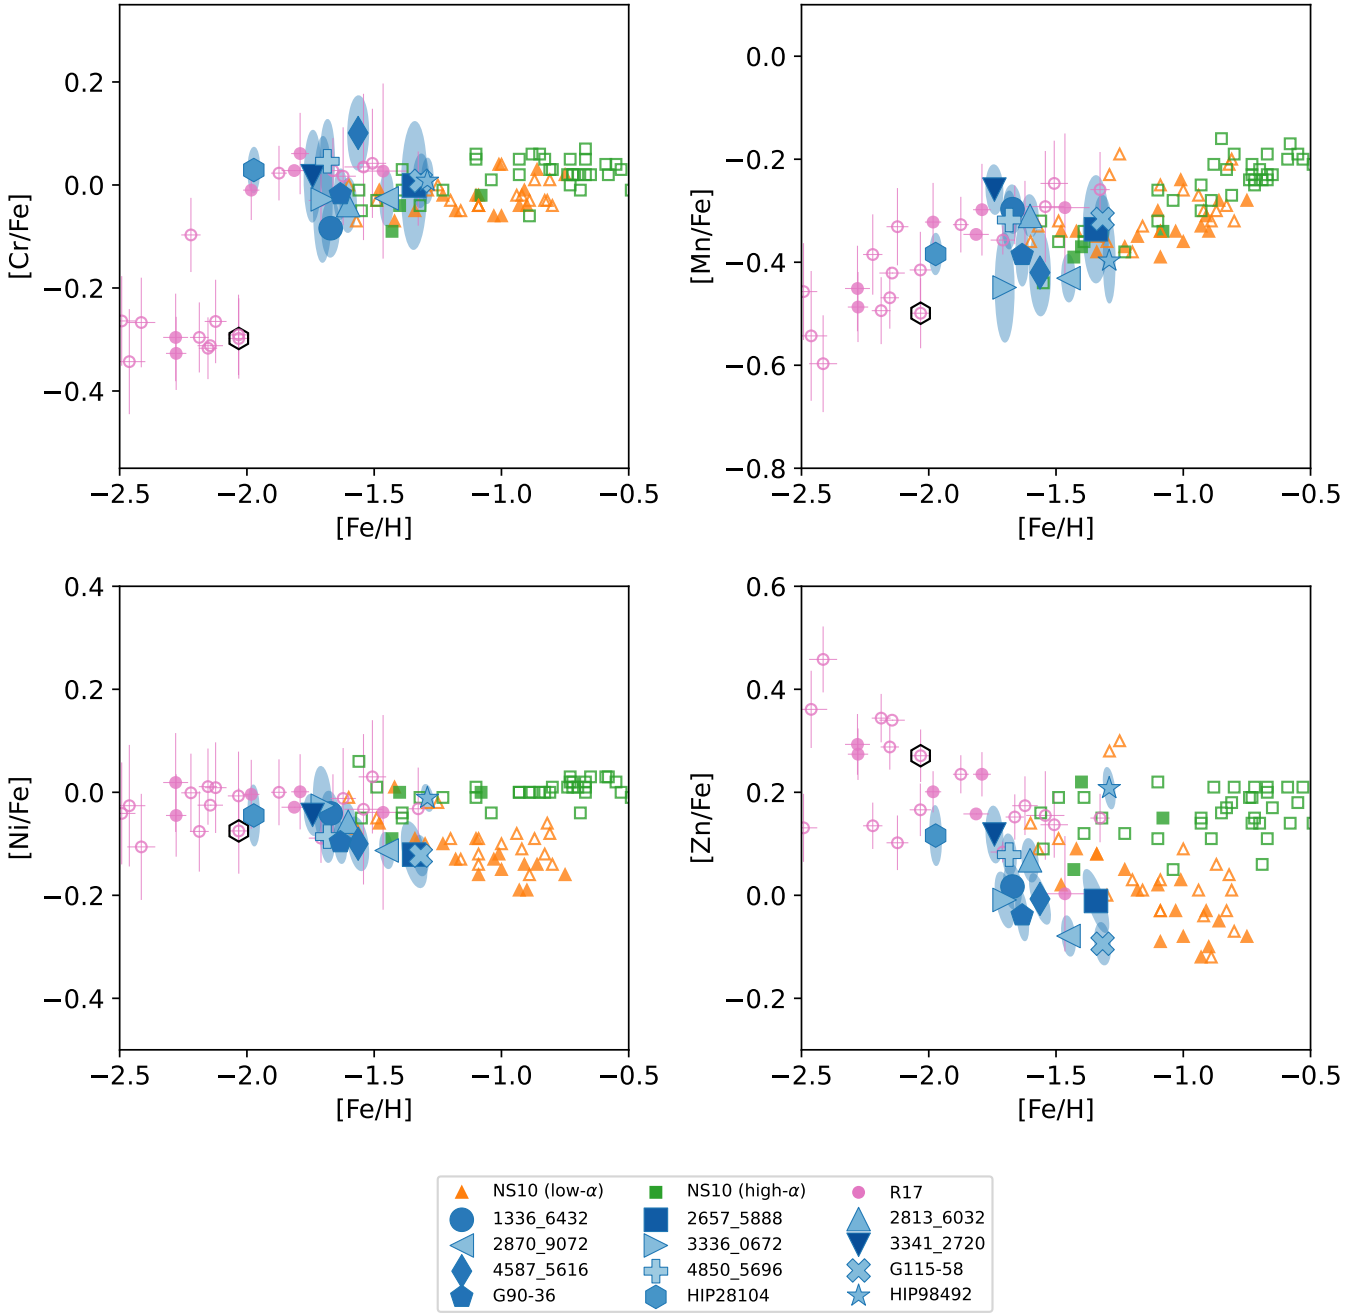 0.2
0.0
−0.2
−0.4
[Cr/Fe]
−2.5 −2.0 −1.5 −1.0 −0.5
[Fe/H]
0.0
−0.2
−0.4
−0.6
−0.8
[Mn/Fe]
−2.5 −2.0 −1.5 −1.0 −0.5
[Fe/H]
0.4
0.2
0.0
−0.2
−0.4
[Ni/Fe]
−2.5 −2.0 −1.5 −1.0 −0.5
[Fe/H]
0.6
0.4
0.2
0.0
−0.2
[Zn/Fe]
−2.5 −2.0 −1.5 −1.0 −0.5
[Fe/H]
NS10 (low-α) NS10 (high-α) R17
1336_6432 2657_5888 2813_6032
2870_9072 3336_0672 3341_2720
4587_5616 4850_5696 G115-58
G90-36 HIP28104 HIP98492